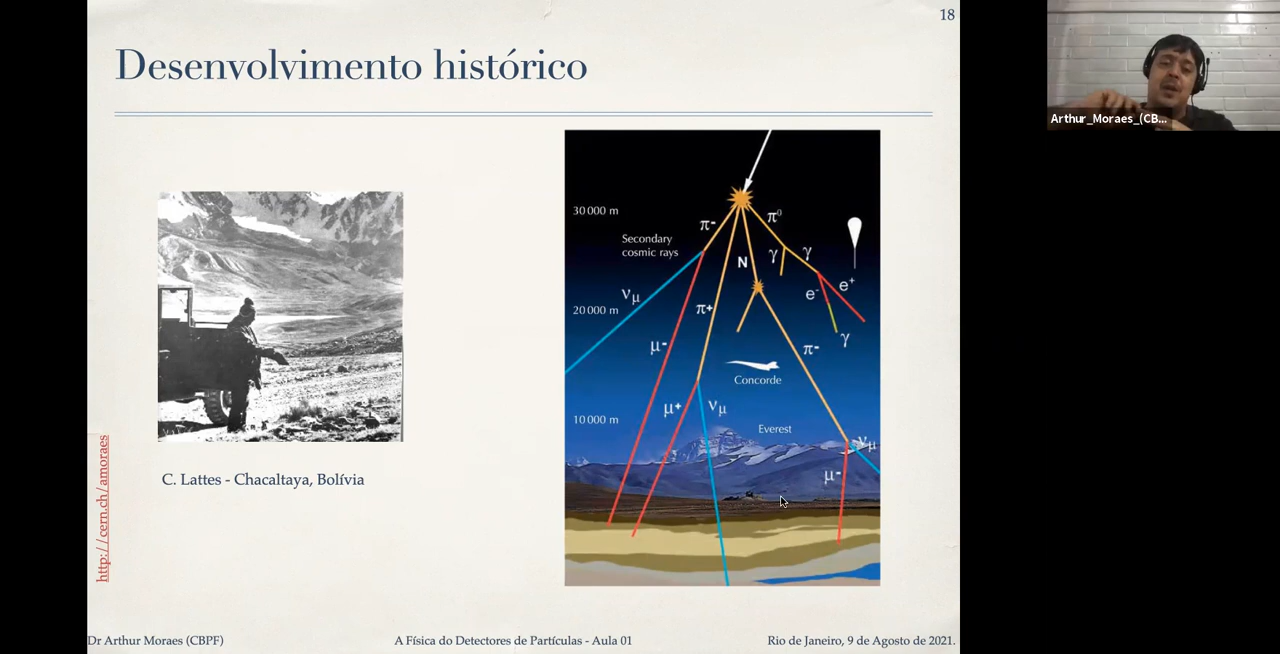 18
Desenvolvimento histórico
Arthur_Moraes_(CB...
30 000 m
π-
π⁰
Secondary
cosmic rays
N
γ
γ
e-
e+
νμ
20 000 m
π+
μ-
γ
π-
Concorde
μ+
νμ
10 000 m
Everest
νμ
μ-
C. Lattes - Chacaltaya, Bolívia
http://cern.ch/amoraes
Dr Arthur Moraes (CBPF)
A Física do Detectores de Partículas - Aula 01
Rio de Janeiro, 9 de Agosto de 2021.